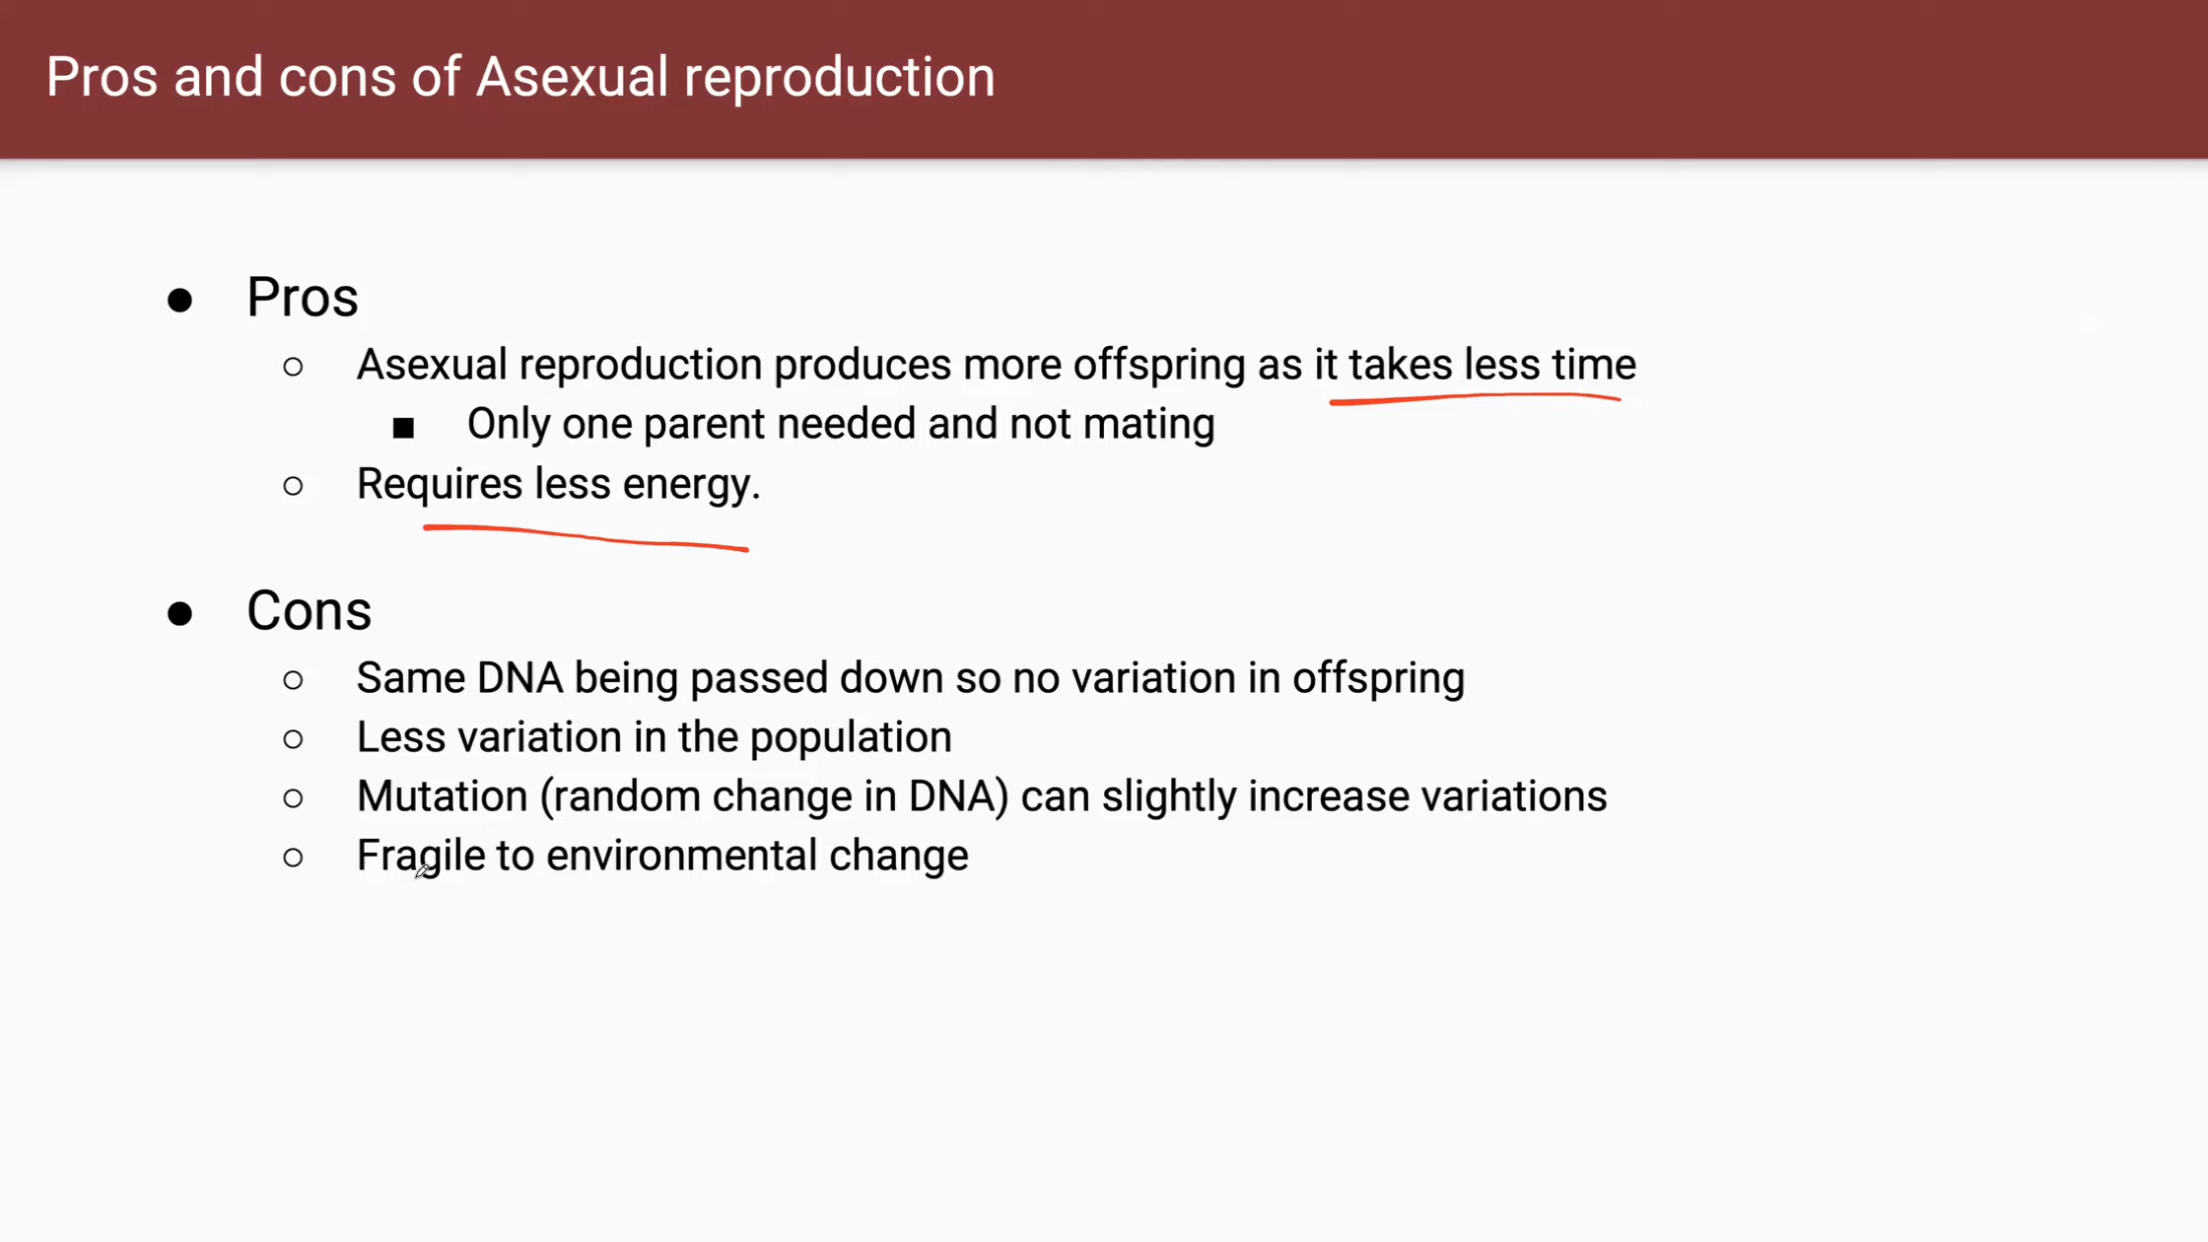 Pros and cons of Asexual reproduction
● Pros
○ Asexual reproduction produces more offspring as it takes less time
■ Only one parent needed and not mating
○ Requires less energy.
● Cons
○ Same DNA being passed down so no variation in offspring
○ Less variation in the population
○ Mutation (random change in DNA) can slightly increase variations
○ Fragile to environmental change